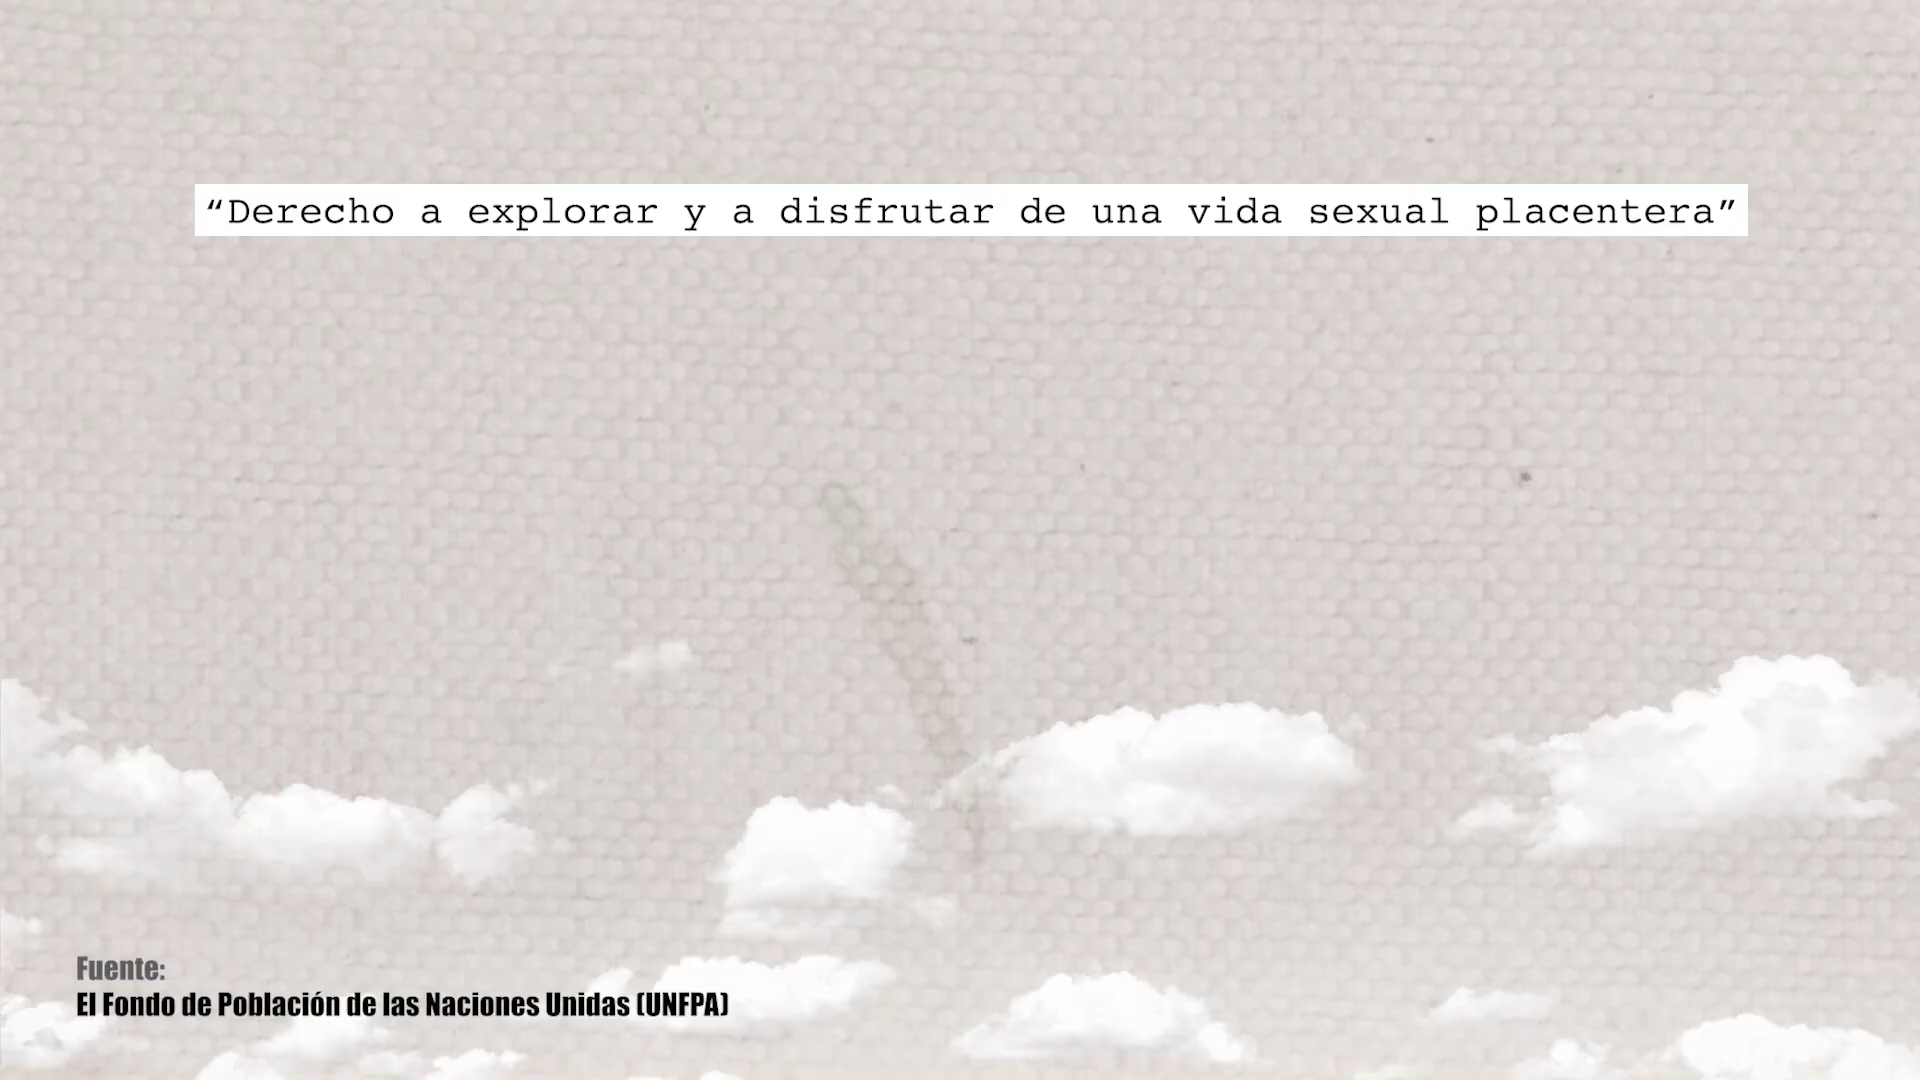 “Derecho a explorar y a disfrutar de una vida sexual placentera”
Fuente:
El Fondo de Población de las Naciones Unidas (UNFPA)